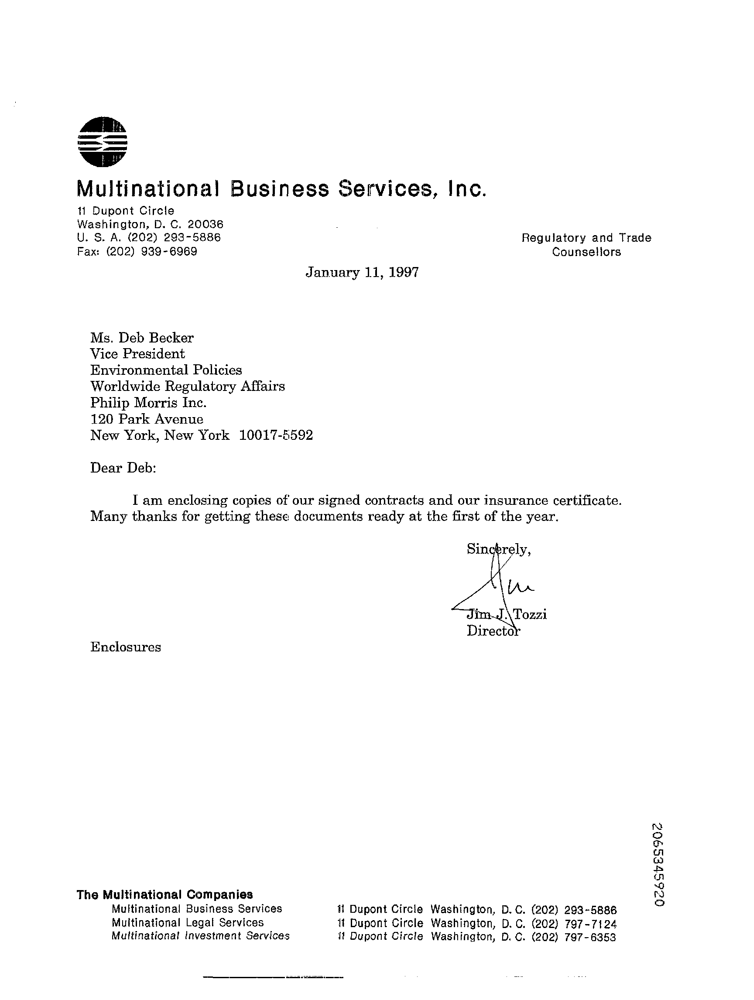 Multinational Business Services, Inc.
11 Dupont Circle
Washington, D. C. 20036
U. S. A. (202) 293-5886
Fax: (202) 939-6969
Regulatory and Trade
Counsellors
January 11, 1997
Ms. Deb Becker
Vice President
Environmental Policies
Worldwide Regulatory Affairs
Philip Morris Inc.
120 Park Avenue
New York, New York 10017-5592
Dear Deb:
I am enclosing copies of our signed contracts and our insurance certificate.
Many thanks for getting these documents ready at the first of the year.
Sincerely,
Jim J. Tozzi
Director
Enclosures
2065345920
The Multinational Companies
Multinational Business Services 11 Dupont Circle Washington, D. C. (202) 293-5886
Multinational Legal Services 11 Dupont Circle Washington, D. C. (202) 797-7124
Multinational Investment Services 11 Dupont Circle Washington, D. C. (202) 797-6353